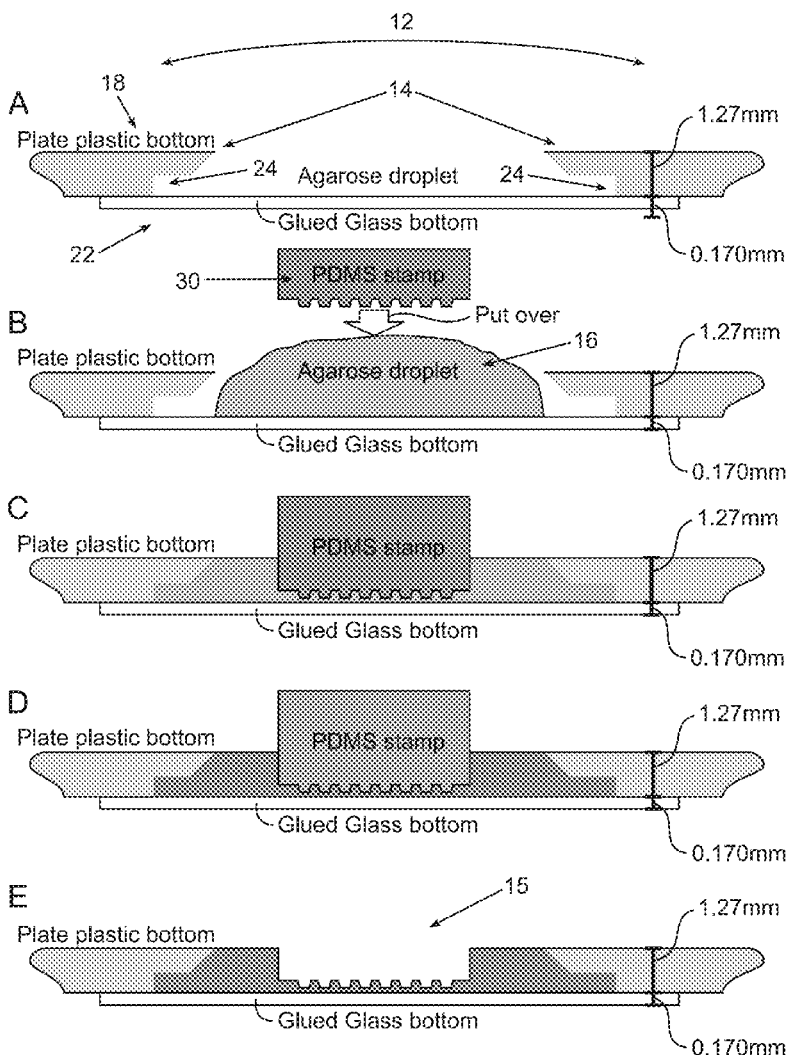 12
A
18
14
1.27mm
Plate plastic bottom
24
Agarose droplet
24
Glued Glass bottom
22
0.170mm
30
PDMS stamp
Put over
B
16
1.27mm
Plate plastic bottom
Agarose droplet
Glued Glass bottom
0.170mm
C
1.27mm
Plate plastic bottom
PDMS stamp
Glued Glass bottom
0.170mm
D
1.27mm
Plate plastic bottom
PDMS stamp
Glued Glass bottom
0.170mm
E
15
1.27mm
Plate plastic bottom
Glued Glass bottom
0.170mm